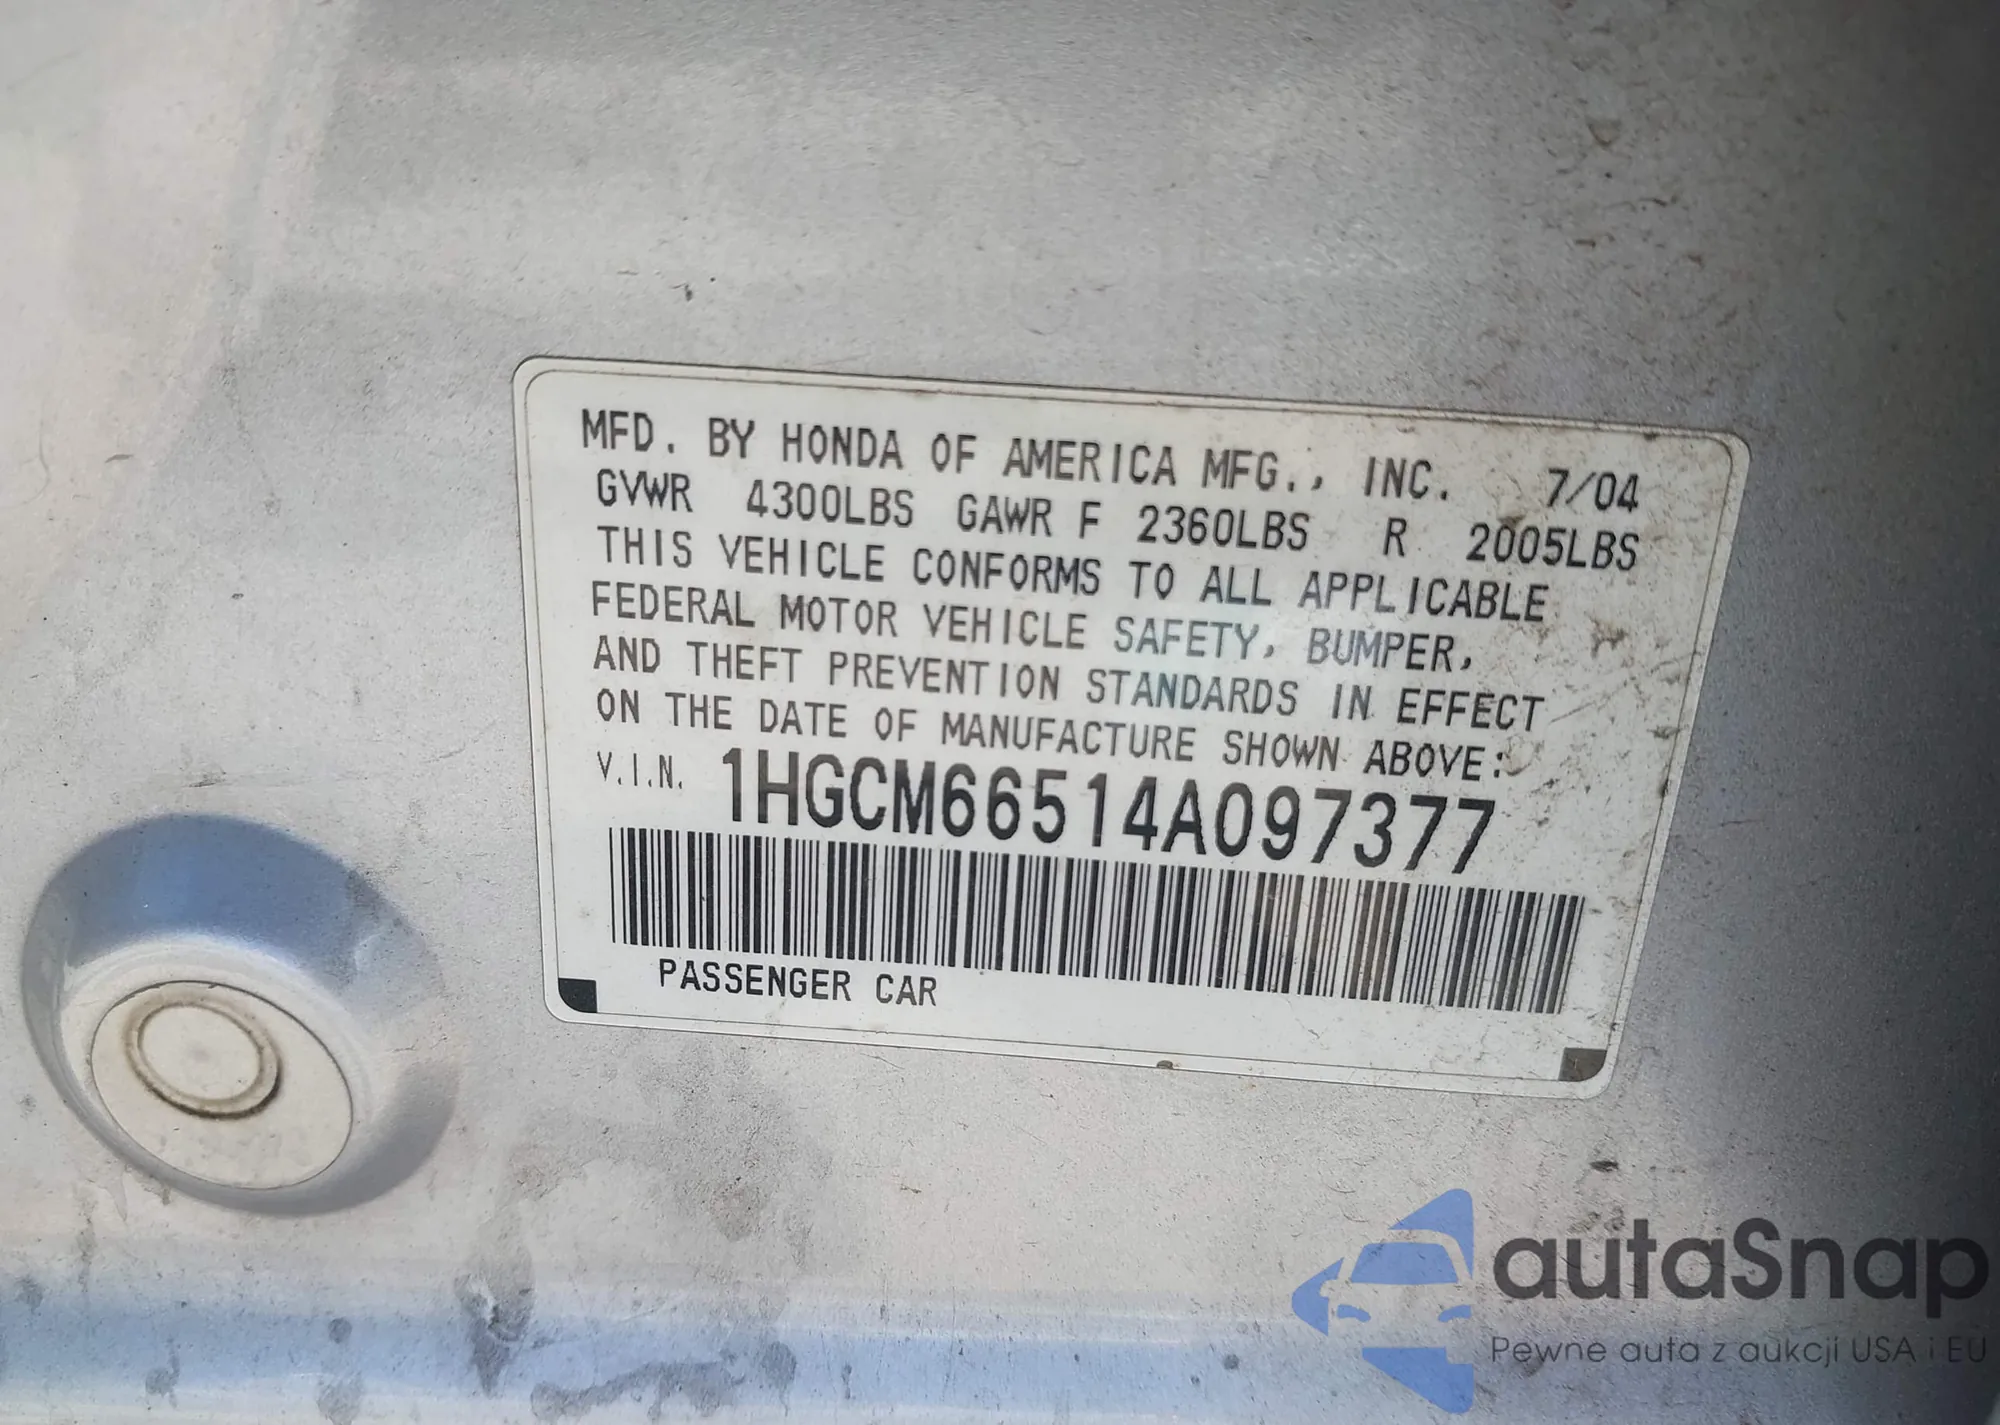 MFD. BY HONDA OF AMERICA MFG., INC. 7/04
GVWR 4300LBS GAWR F 2360LBS R 2005LBS
THIS VEHICLE CONFORMS TO ALL APPLICABLE
FEDERAL MOTOR VEHICLE SAFETY, BUMPER,
AND THEFT PREVENTION STANDARDS IN EFFECT
ON THE DATE OF MANUFACTURE SHOWN ABOVE:
V.I.N. 1HGCM66514A097377
PASSENGER CAR
autaSnap
Pewne auta z aukcji USA i EU